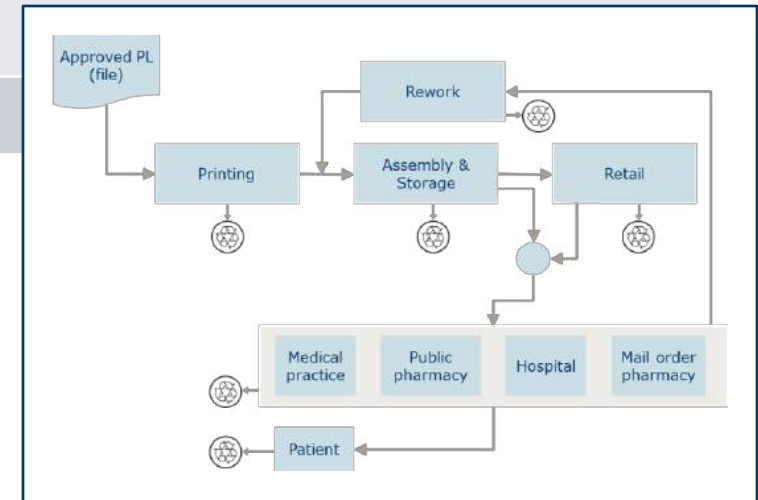 Approved PL
(file)
Rework
Printing
Assembly &
Storage
Retail
Medical
practice
Public
pharmacy
Hospital
Mail order
pharmacy
Patient